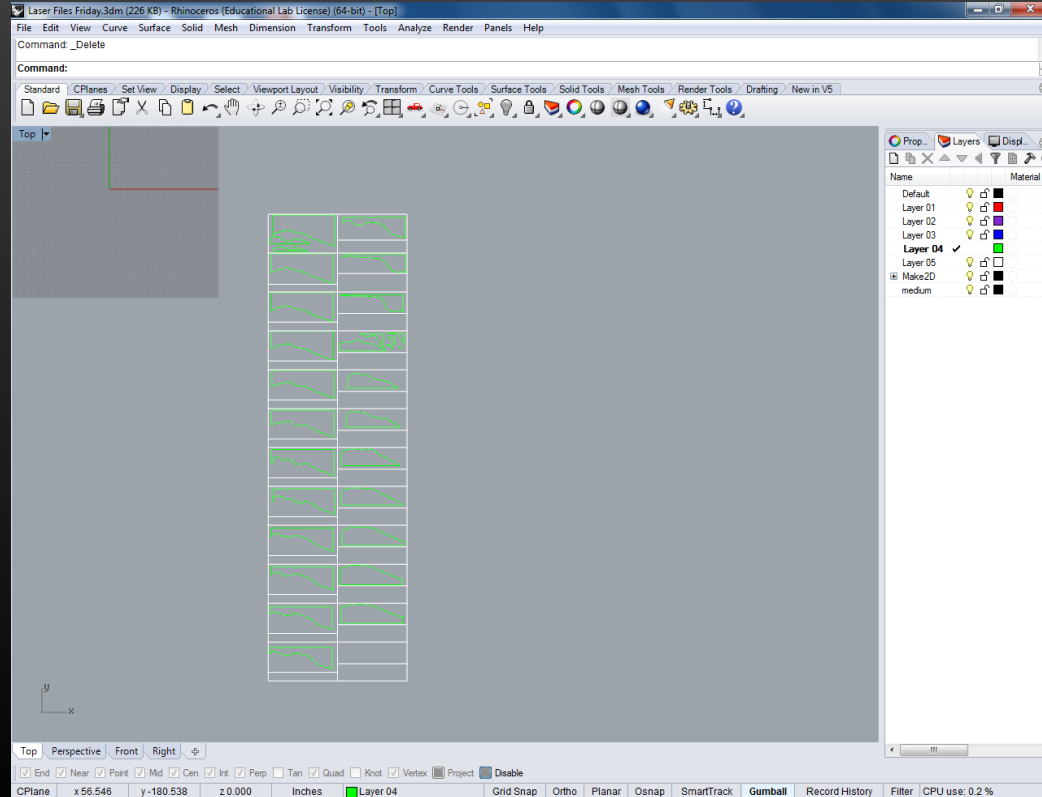 Laser Files Friday.3dm (226 KB) - Rhinoceros (Educational Lab License) (64-bit) - [Top]
File Edit View Curve Surface Solid Mesh Dimension Transform Tools Analyze Render Panels Help
Command: _Delete
Command:
Standard CPlanes Set View Display Select Viewport Layout Visibility Transform Curve Tools Surface Tools Solid Tools Mesh Tools Render Tools Drafting New in V5
Top
Prop... Layers Displ...
Name Material
Default
Layer 01
Layer 02
Layer 03
Layer 04
Layer 05
Make2D
medium
y
x
Top Perspective Front Right
End Near Point Mid Cen Int Perp Tan Quad Knot Vertex Project Disable
CPlane x 56.546 y -180.538 z 0.000 Inches Layer 04 Grid Snap Ortho Planar Osnap SmartTrack Gumball Record History Filter CPU use: 0.2 %